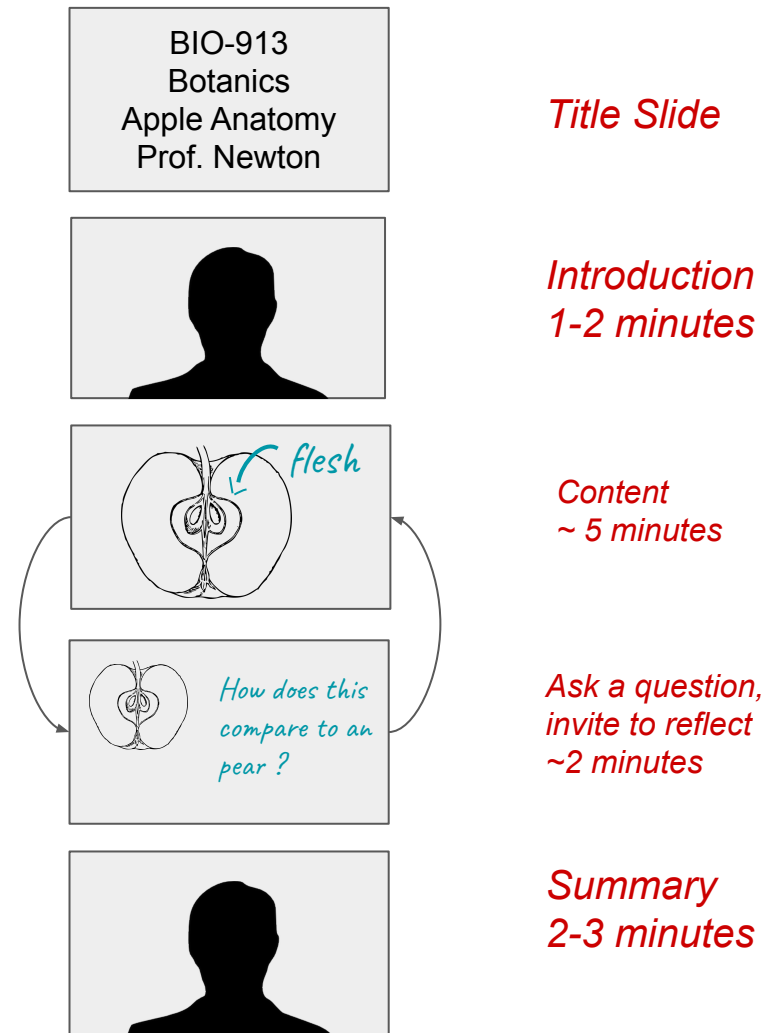 BIO-913
Botanics
Apple Anatomy
Prof. Newton
Title Slide
Introduction
1-2 minutes
flesh
Content
~ 5 minutes
How does this
compare to an
pear ?
Ask a question,
invite to reflect
~2 minutes
Summary
2-3 minutes